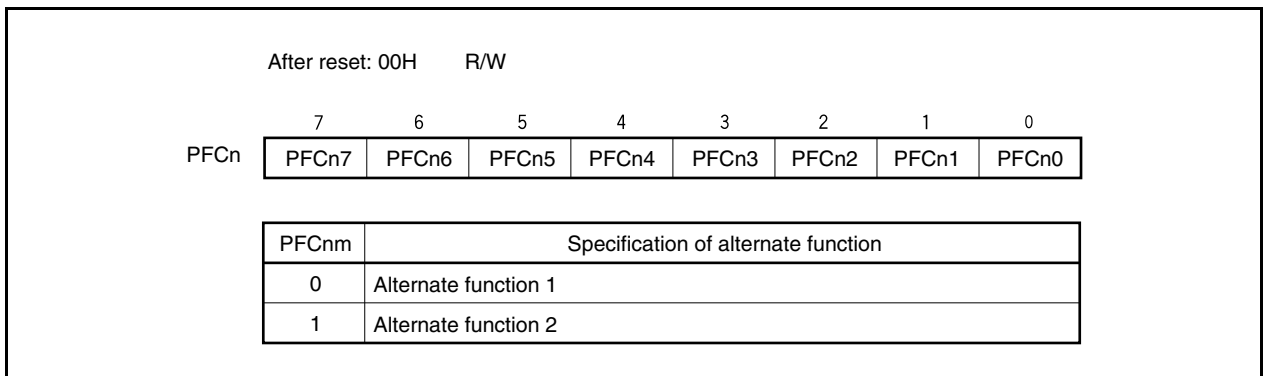 After reset: 00H R/W
7 6 5 4 3 2 1 0
PFCn PFCn7 PFCn6 PFCn5 PFCn4 PFCn3 PFCn2 PFCn1 PFCn0
PFCnm Specification of alternate function
0 Alternate function 1
1 Alternate function 2